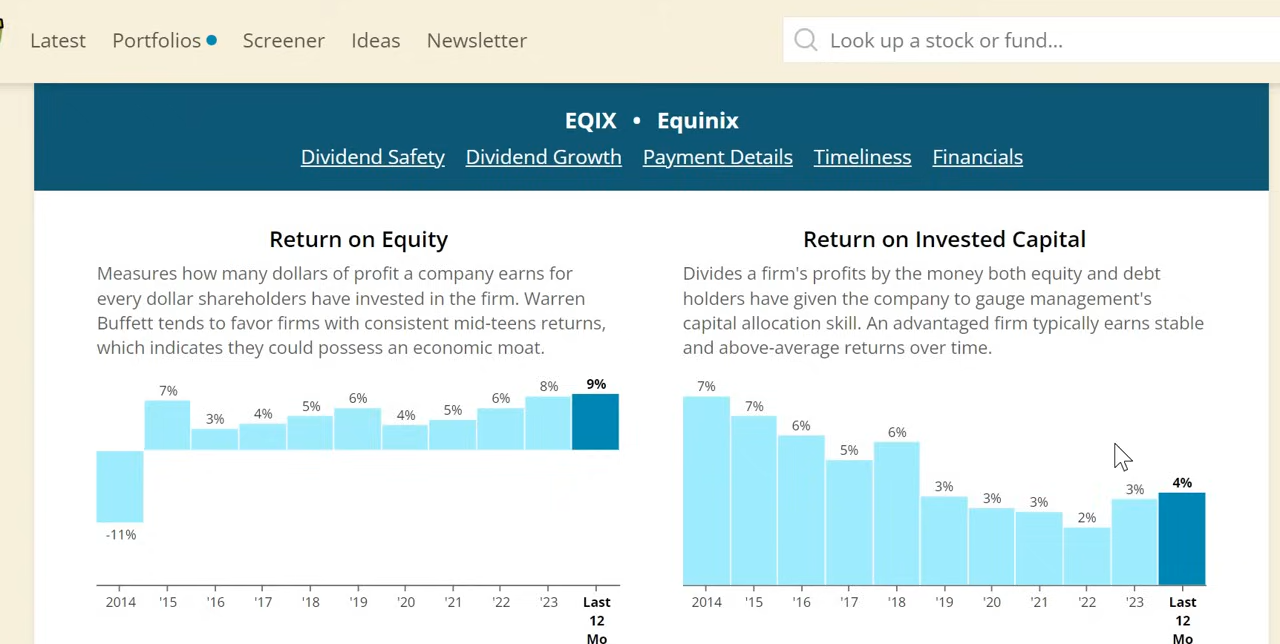 Latest Portfolios Screener Ideas Newsletter Look up a stock or fund...
EQIX • Equinix
Dividend Safety Dividend Growth Payment Details Timeliness Financials
Return on Equity
Measures how many dollars of profit a company earns for
every dollar shareholders have invested in the firm. Warren
Buffett tends to favor firms with consistent mid-teens returns,
which indicates they could possess an economic moat.
-11% 7% 3% 4% 5% 6% 4% 5% 6% 8% 9%
2014 '15 '16 '17 '18 '19 '20 '21 '22 '23 Last
12
Mo
Return on Invested Capital
Divides a firm's profits by the money both equity and debt
holders have given the company to gauge management's
capital allocation skill. An advantaged firm typically earns stable
and above-average returns over time.
7% 7% 6% 5% 6% 3% 3% 3% 2% 3% 4%
2014 '15 '16 '17 '18 '19 '20 '21 '22 '23 Last
12
Mo